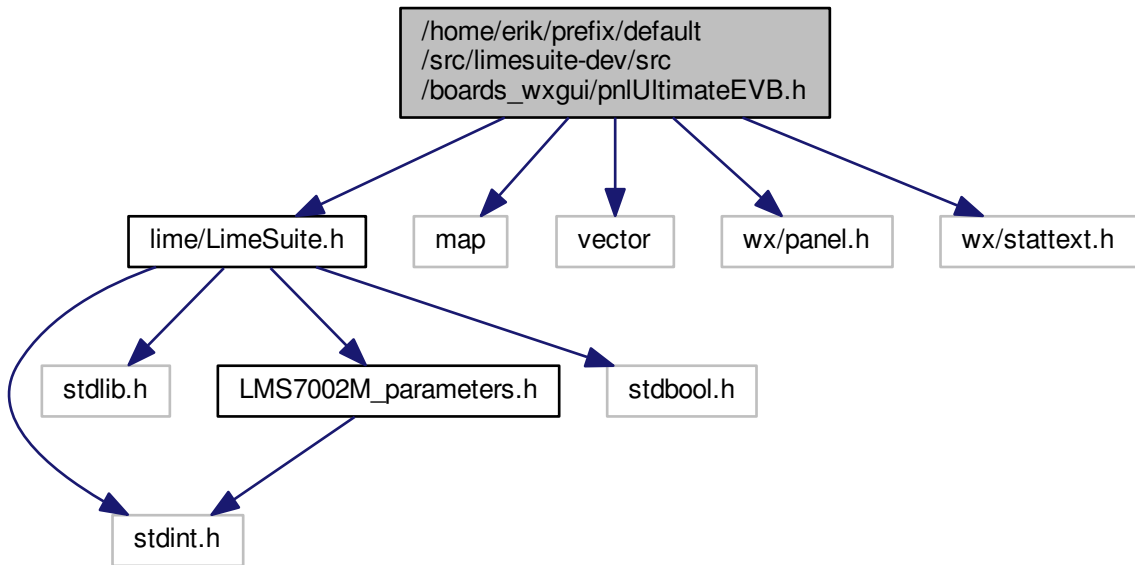 /home/erik/prefix/default
/src/limesuite-dev/src
/boards_wxgui/pnlUltimateEVB.h
lime/LimeSuite.h
map
vector
wx/panel.h
wx/stattext.h
stdlib.h
LMS7002M_parameters.h
stdbool.h
stdint.h